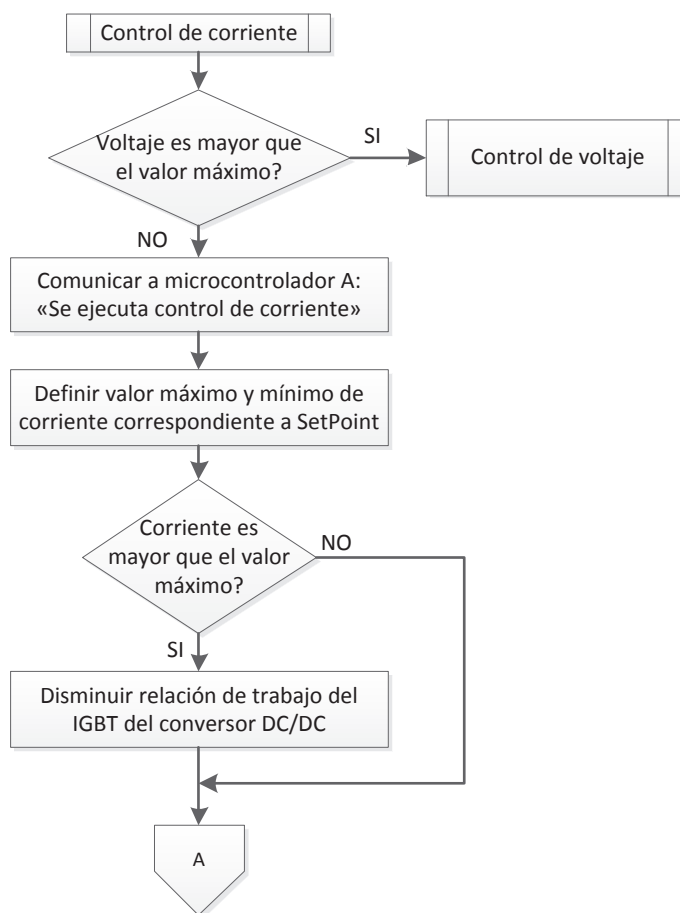 Control de corriente
Voltaje es mayor que
el valor máximo?
SI
Control de voltaje
NO
Comunicar a microcontrolador A:
«Se ejecuta control de corriente»
Definir valor máximo y mínimo de
corriente correspondiente a SetPoint
Corriente es
mayor que el valor
máximo?
NO
SI
Disminuir relación de trabajo del
IGBT del conversor DC/DC
A